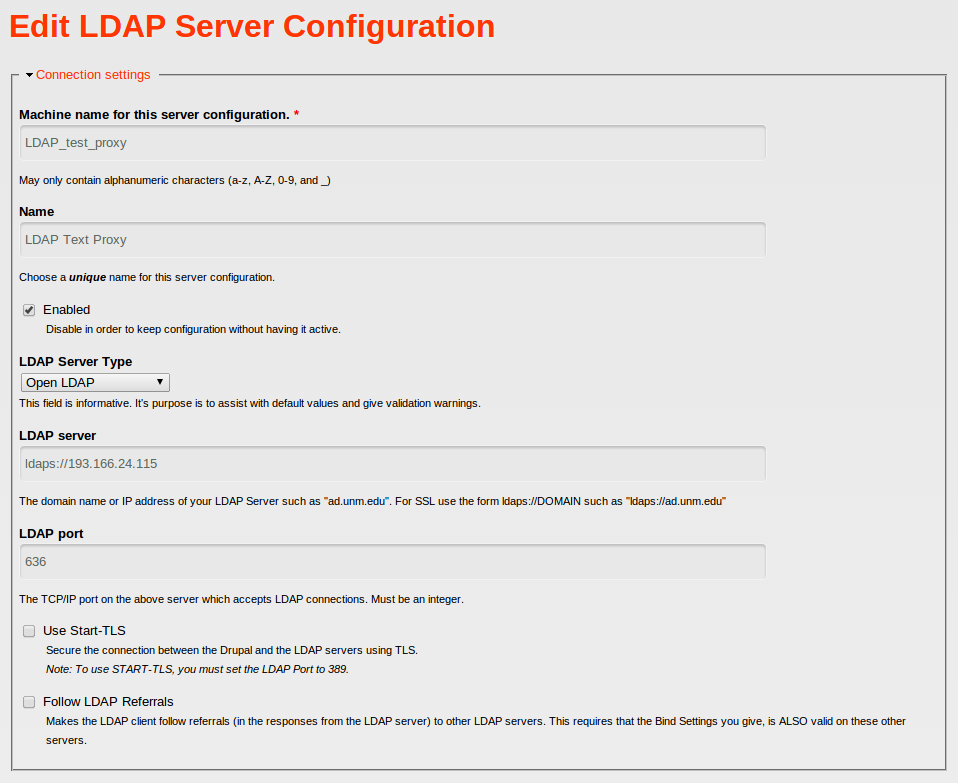 Edit LDAP Server Configuration
Connection settings
Machine name for this server configuration. *
LDAP_test_proxy
May only contain alphanumeric characters (a-z, A-Z, 0-9, and _)
Name
LDAP Text Proxy
Choose a unique name for this server configuration.
Enabled
Disable in order to keep configuration without having it active.
LDAP Server Type
Open LDAP
This field is informative. It's purpose is to assist with default values and give validation warnings.
LDAP server
ldaps://193.166.24.115
The domain name or IP address of your LDAP Server such as "ad.unm.edu". For SSL use the form ldaps://DOMAIN such as "ldaps://ad.unm.edu"
LDAP port
636
The TCP/IP port on the above server which accepts LDAP connections. Must be an integer.
Use Start-TLS
Secure the connection between the Drupal and the LDAP servers using TLS.
Note: To use START-TLS, you must set the LDAP Port to 389.
Follow LDAP Referrals
Makes the LDAP client follow referrals (in the responses from the LDAP server) to other LDAP servers. This requires that the Bind Settings you give, is ALSO valid on these other
servers.